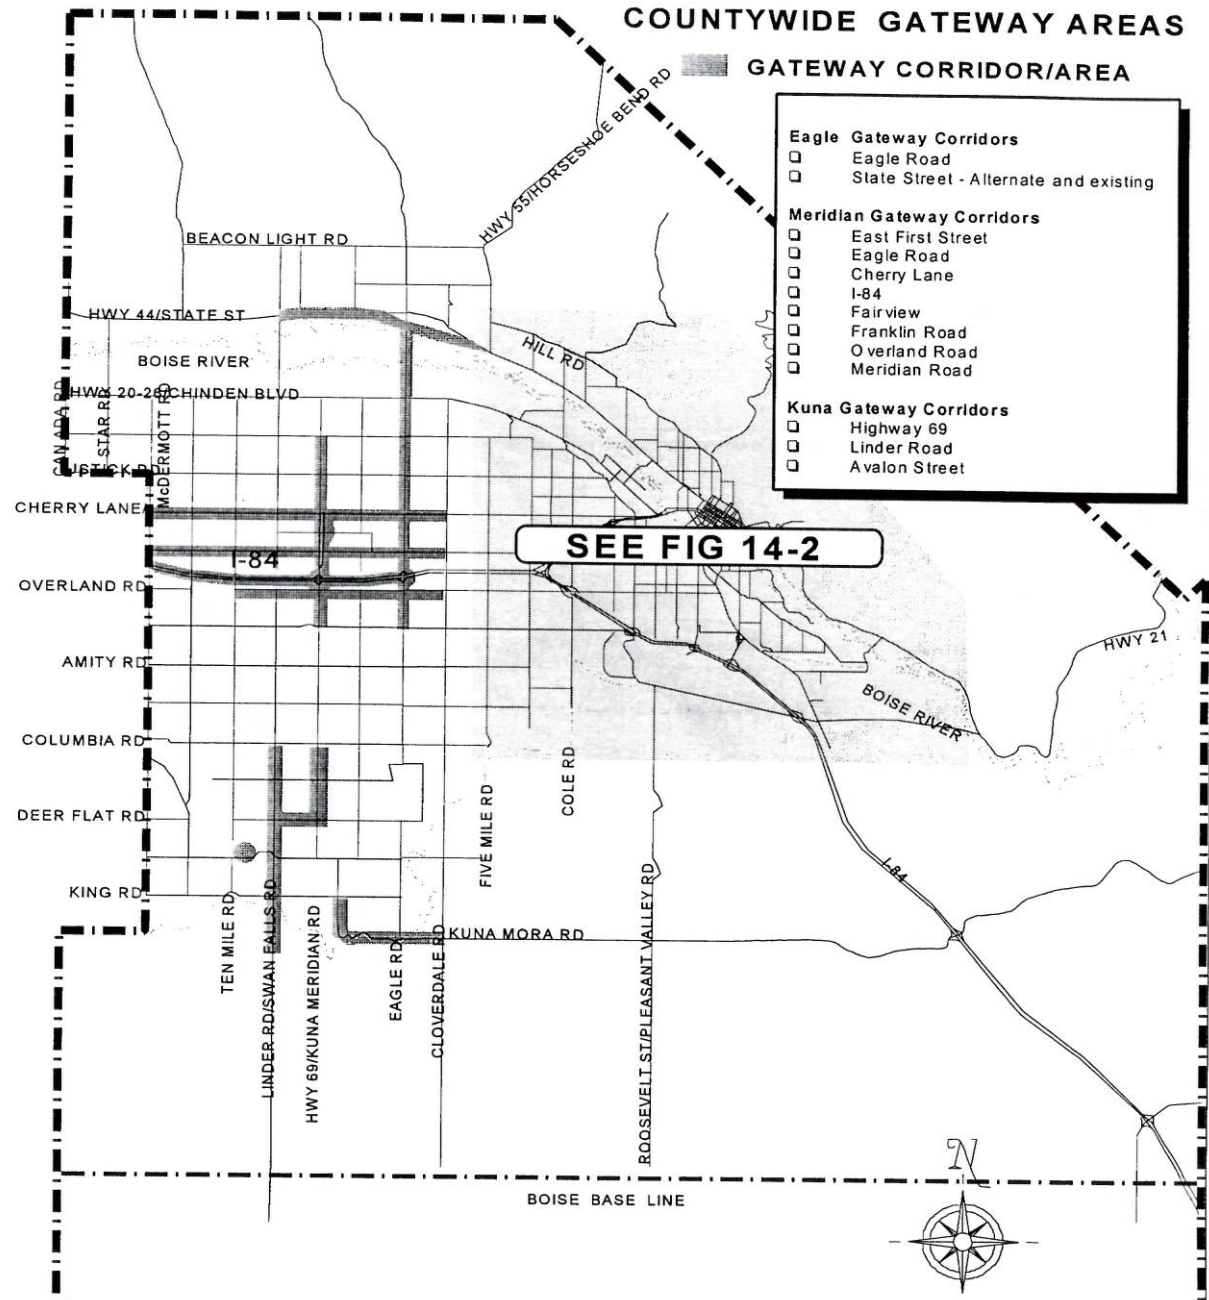 COUNTYWIDE GATEWAY AREAS
GATEWAY CORRIDOR/AREA
Eagle Gateway Corridors
Eagle Road
State Street - Alternate and existing
Meridian Gateway Corridors
East First Street
Eagle Road
Cherry Lane
I-84
Fairview
Franklin Road
Overland Road
Meridian Road
Kuna Gateway Corridors
Highway 69
Linder Road
Avalon Street
HWY 55/HORSESHOE BEND RD
BEACON LIGHT RD
HWY 44/STATE ST
HILL RD
BOISE RIVER
HWY 20-26/CHINDEN BLVD
CANADA RD
STAR RD
McDERMOTT RD
USTICK RD
CHERRY LANE
SEE FIG 14-2
I-84
OVERLAND RD
AMITY RD
HWY 21
BOISE RIVER
COLUMBIA RD
COLE RD
DEER FLAT RD
FIVE MILE RD
I-84
KING RD
TEN MILE RD
LINDER RD/SWAN FALLS RD
HWY 69/KUNA MERIDIAN RD
EAGLE RD
CLOVERDALE RD
KUNA MORA RD
ROOSEVELT ST/PLEASANT VALLEY RD
N
BOISE BASE LINE